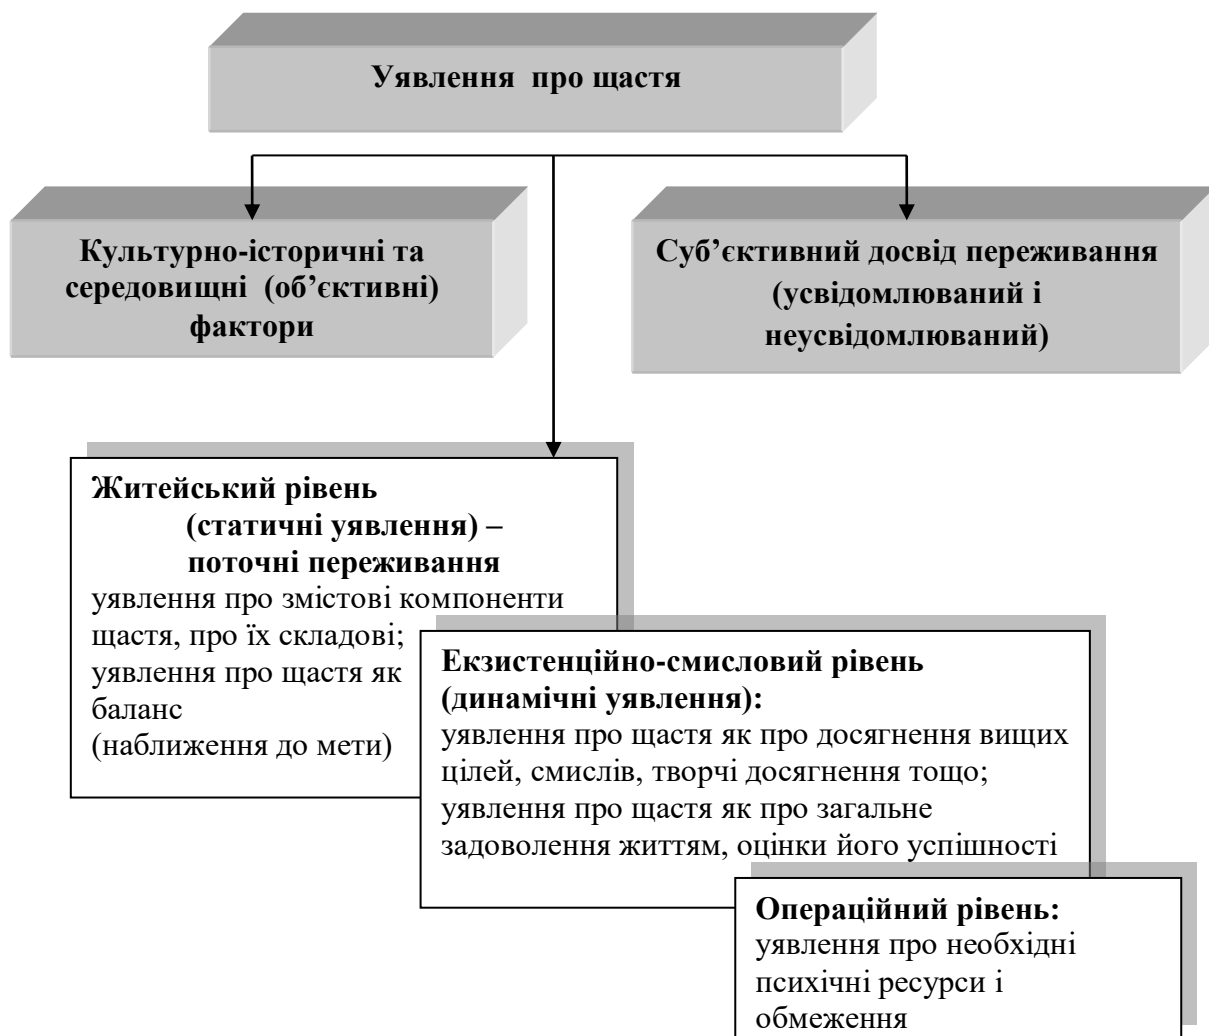 Уявлення про щастя
Культурно-історичні та
середовищні (об’єктивні)
фактори
Суб’єктивний досвід переживання
(усвідомлюваний і
неусвідомлюваний)
Житейський рівень
(статичні уявлення) –
поточні переживання
уявлення про змістові компоненти
щастя, про їх складові;
уявлення про щастя як
баланс
(наближення до мети)
Екзистенційно-смисловий рівень
(динамічні уявлення):
уявлення про щастя як про досягнення вищих
цілей, смислів, творчі досягнення тощо;
уявлення про щастя як про загальне
задоволення життям, оцінки його успішності
Операційний рівень:
уявлення про необхідні
психічні ресурси і
обмеження